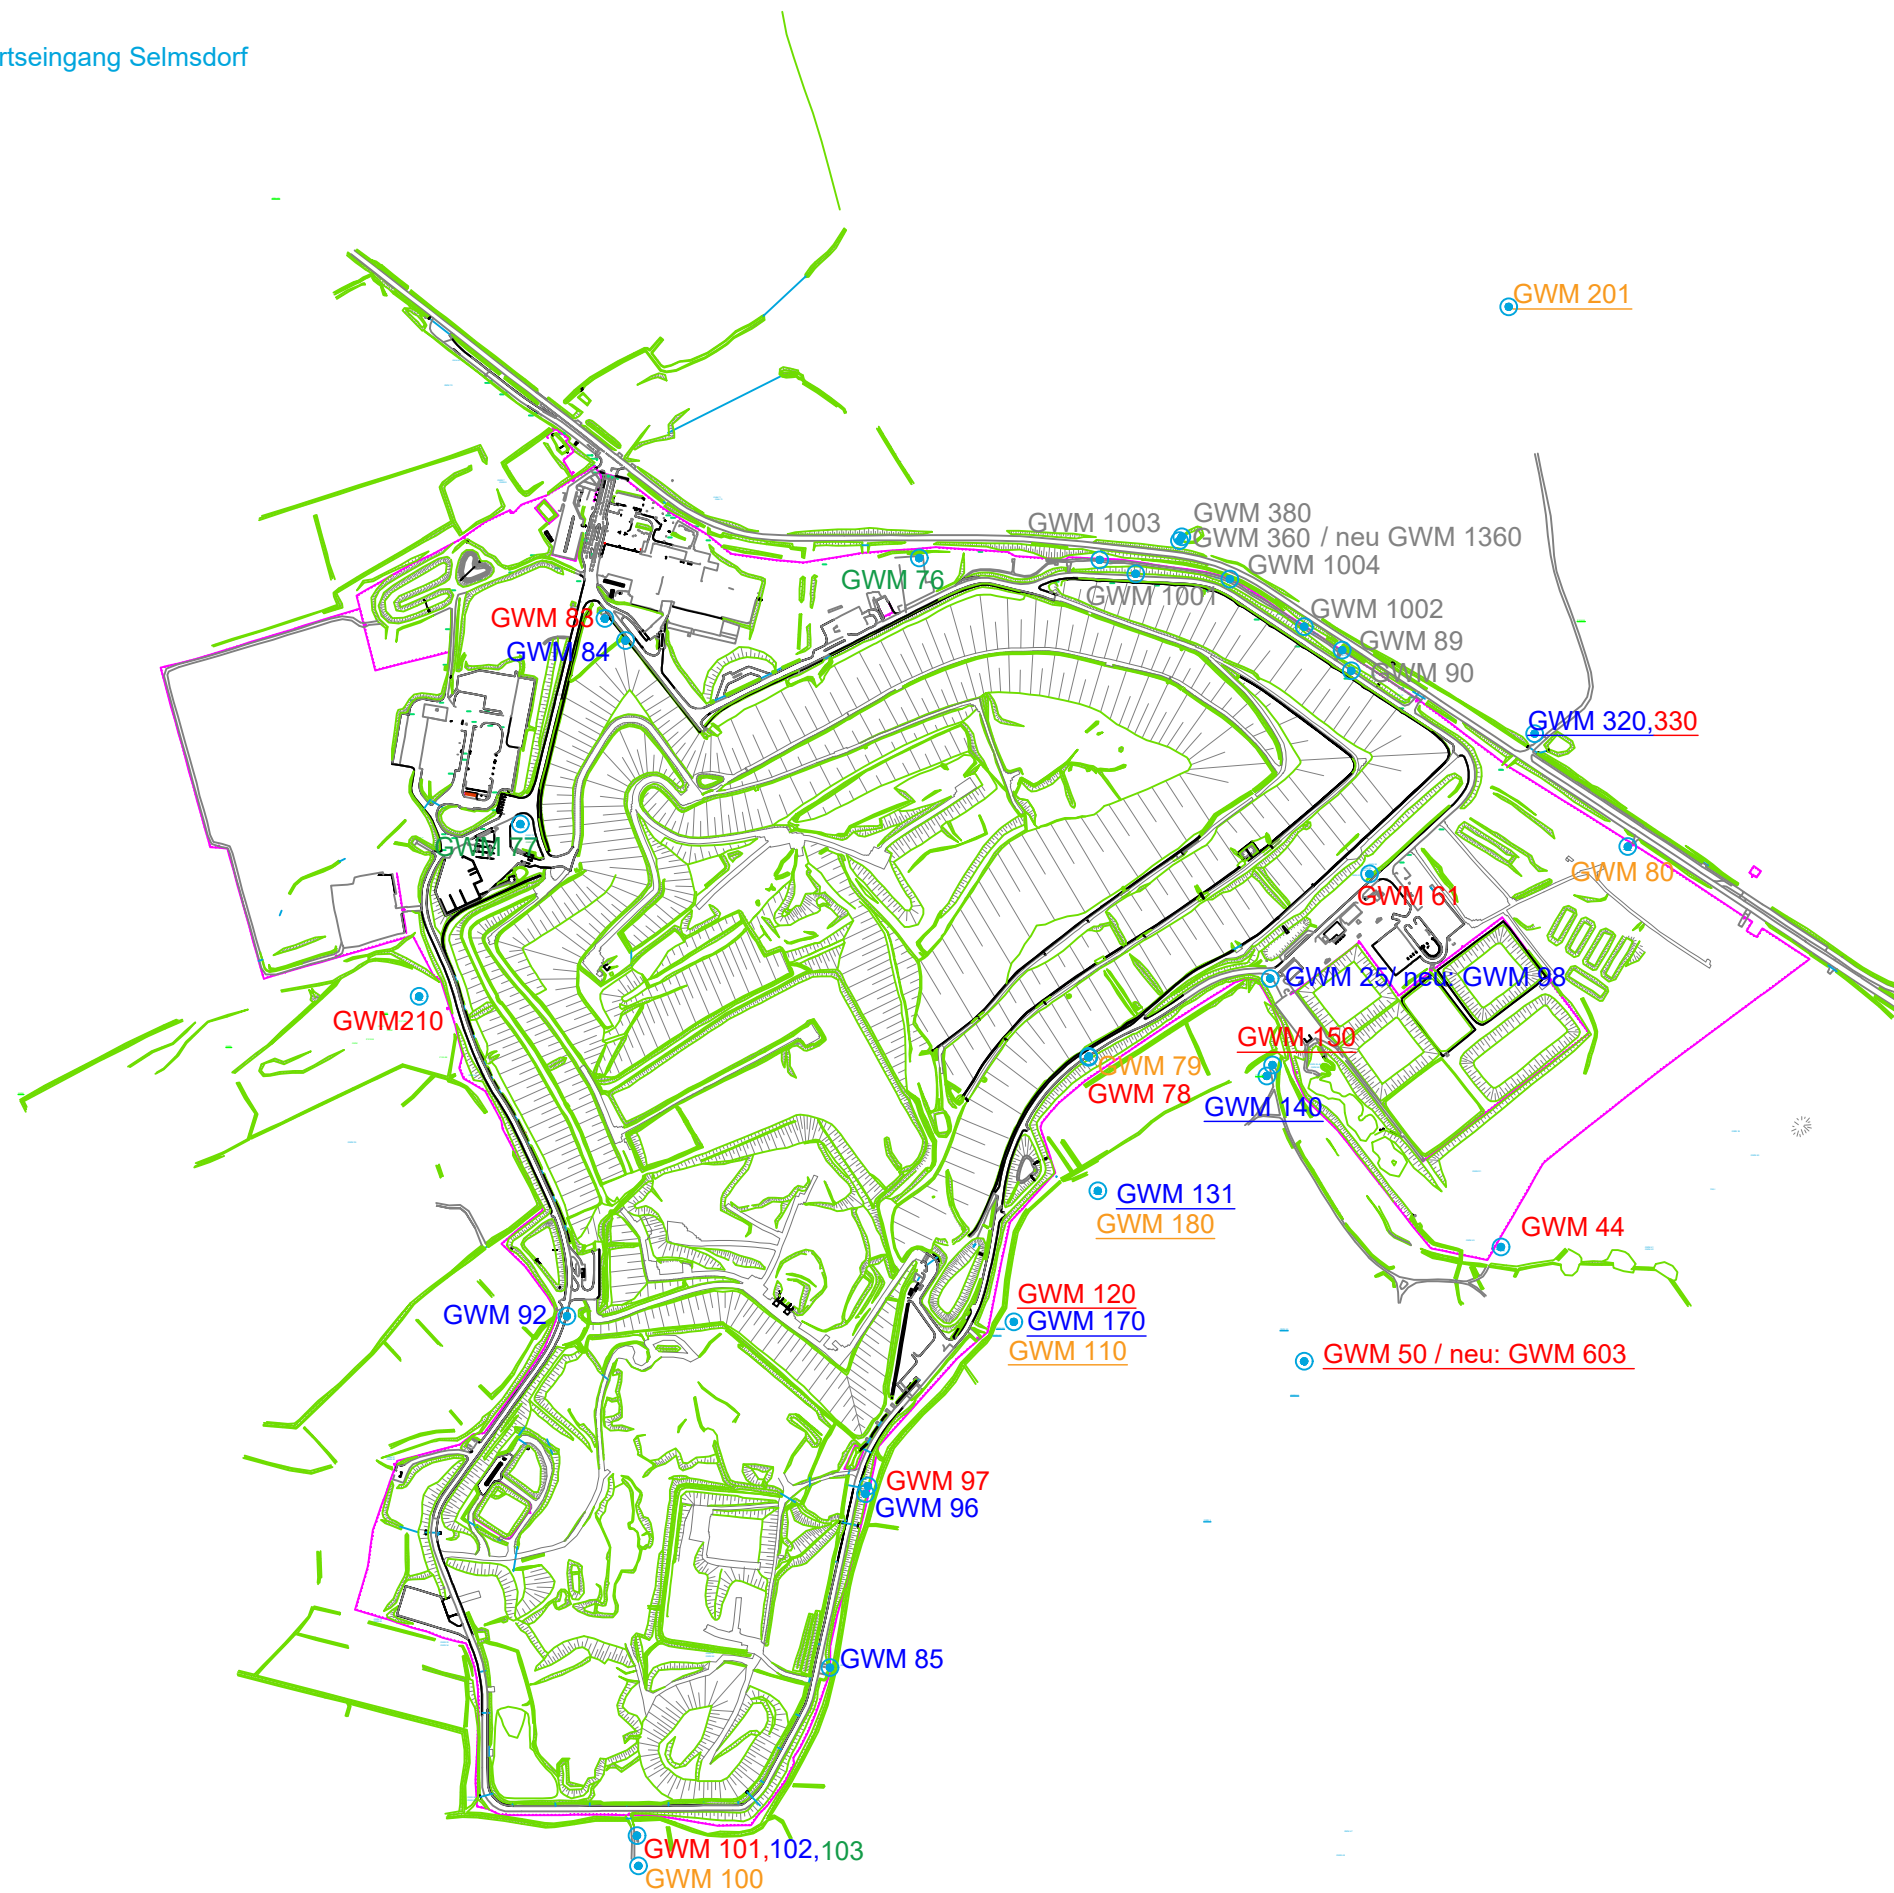 rtseingang Selmsdorf
GWM 201
GWM 380
GWM 1003
GWM 360 / neu GWM 1360
GWM 76
GWM 1004
GWM 1001
GWM 1002
GWM 83
GWM 89
GWM 84
GWM 90
GWM 320,330
GWM 77
GWM 80
GWM 61
GWM 25/ neu: GWM 98
GWM210
GWM 150
GWM 79
GWM 78
GWM 140
GWM 131
GWM 180
GWM 44
GWM 120
GWM 92
GWM 170
GWM 110
GWM 50 / neu: GWM 603
GWM 97
GWM 96
GWM 85
GWM 101,102,103
GWM 100